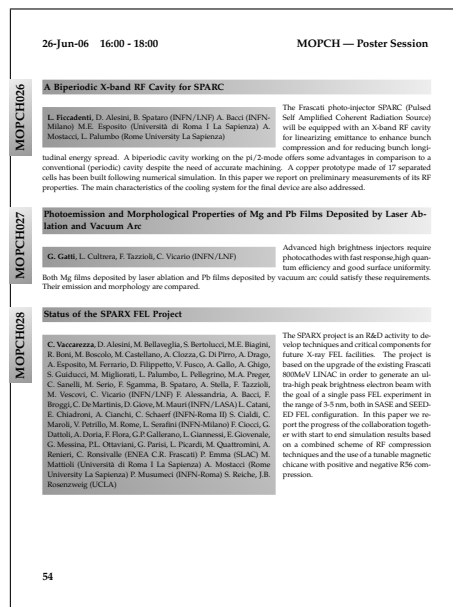 26-Jun-06 16:00 - 18:00 MOPCH — Poster Session
MOPCH026
A Biperiodic X-band RF Cavity for SPARC
L. Ficcadenti, D. Alesini, B. Spataro (INFN/LNF) A. Bacci (INFN-
Milano) M.E. Esposito (Università di Roma I La Sapienza) A.
Mostacci, L. Palumbo (Rome University La Sapienza)
The Frascati photo-injector SPARC (Pulsed
Self Amplified Coherent Radiation Source)
will be equipped with an X-band RF cavity
for linearizing emittance to enhance bunch
compression and for reducing bunch longi-
tudinal energy spread. A biperiodic cavity working on the pi/2-mode offers some advantages in comparison to a
conventional (periodic) cavity despite the need of accurate machining. A copper prototype made of 17 separated
cells has been built following numerical simulation. In this paper we report on preliminary measurements of its RF
properties. The main characteristics of the cooling system for the final device are also addressed.
MOPCH027
Photoemission and Morphological Properties of Mg and Pb Films Deposited by Laser Ab-
lation and Vacuum Arc
G. Gatti, L. Cultrera, F. Tazzioli, C. Vicario (INFN/LNF)
Advanced high brightness injectors require
photocathodes with fast response,high quan-
tum efficiency and good surface uniformity.
Both Mg films deposited by laser ablation and Pb films deposited by vacuum arc could satisfy these requirements.
Their emission and morphology are compared.
MOPCH028
Status of the SPARX FEL Project
C. Vaccarezza, D. Alesini, M. Bellaveglia, S. Bertolucci, M.E. Biagini,
R. Boni, M. Boscolo, M. Castellano, A. Clozza, G. Di Pirro, A. Drago,
A. Esposito, M. Ferrario, D. Filippetto, V. Fusco, A. Gallo, A. Ghigo,
S. Guiducci, M. Migliorati, L. Palumbo, L. Pellegrino, M.A. Preger,
C. Sanelli, M. Serio, F. Sgamma, B. Spataro, A. Stella, F. Tazzioli,
M. Vescovi, C. Vicario (INFN/LNF) F. Alessandria, A. Bacci, F.
Broggi, C. De Martinis, D. Giove, M. Mauri (INFN/LASA) L. Catani,
E. Chiadroni, A. Cianchi, C. Schaerf (INFN-Roma II) S. Cialdi, C.
Maroli, V. Petrillo, M. Rome, L. Serafini (INFN-Milano) F. Ciocci, G.
Dattoli, A. Doria, F. Flora, G.P. Gallerano, L. Giannessi, E. Giovenale,
G. Messina, P.L. Ottaviani, G. Parisi, L. Picardi, M. Quattromini, A.
Renieri, C. Ronsivalle (ENEA C.R. Frascati) P. Emma (SLAC) M.
Mattioli (Università di Roma I La Sapienza) A. Mostacci (Rome
University La Sapienza) P. Musumeci (INFN-Roma) S. Reiche, J.B.
Rosenzweig (UCLA)
The SPARX project is an R&D activity to de-
velop techniques and critical components for
future X-ray FEL facilities. The project is
based on the upgrade of the existing Frascati
800MeV LINAC in order to generate an ul-
tra-high peak brightness electron beam with
the goal of a single pass FEL experiment in
the range of 3-5 nm, both in SASE and SEED-
ED FEL configuration. In this paper we re-
port the progress of the collaboration togeth-
er with start to end simulation results based
on a combined scheme of RF compression
techniques and the use of a tunable magnetic
chicane with positive and negative R56 com-
pression.
54